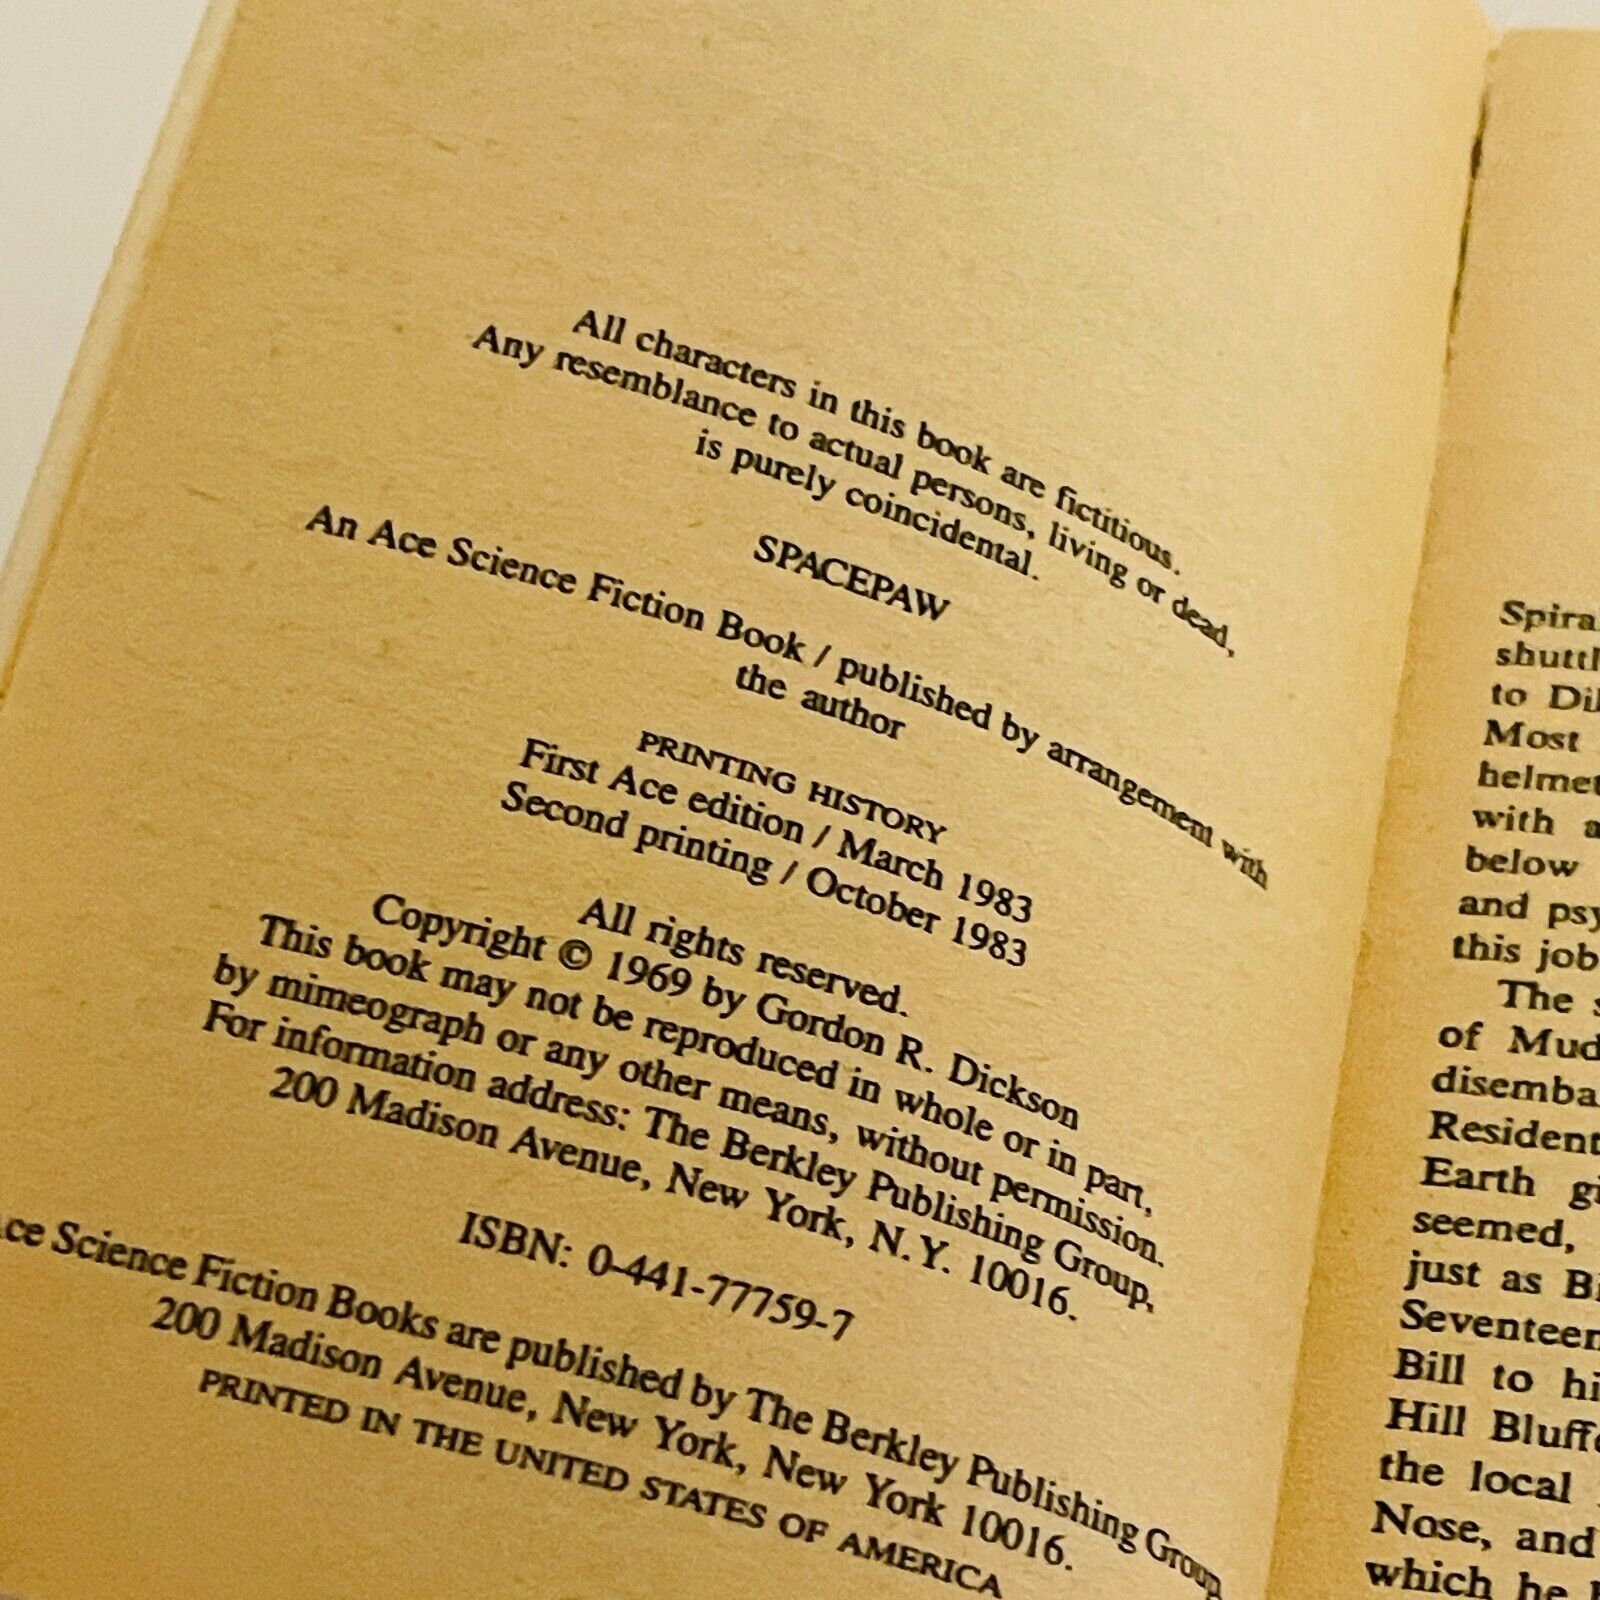 All characters in this book are fictitious.
Any resemblance to actual persons, living or dead,
is purely coincidental.
SPACEPAW
An Ace Science Fiction Book / published by arrangement with
the author
PRINTING HISTORY
First Ace edition / March 1983
Second printing / October 1983
All rights reserved.
Copyright © 1969 by Gordon R. Dickson
This book may not be reproduced in whole or in part,
by mimeograph or any other means, without permission.
For information address: The Berkley Publishing Group,
200 Madison Avenue, New York, N.Y. 10016.
ISBN: 0-441-77759-7
Ace Science Fiction Books are published by The Berkley Publishing Group
200 Madison Avenue, New York, New York 10016.
PRINTED IN THE UNITED STATES OF AMERICA
to
Most
with
below
and
this job
The
of
Resident
Earth
seemed,
just as
Seventeen
Bill to
Hill
the local
Nose, and
which he